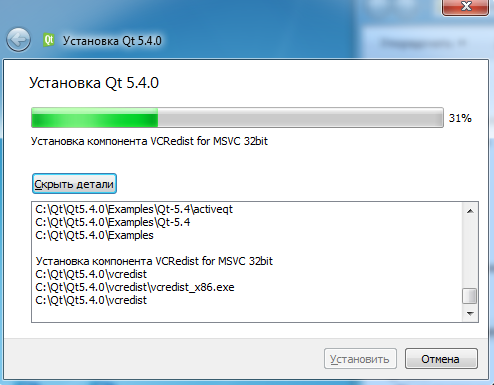 Qt
Установка Qt 5.4.0
Установка Qt 5.4.0
31%
Установка компонента VCRedist for MSVC 32bit
Скрыть детали
C:\Qt\Qt5.4.0\Examples\Qt-5.4\activeqt
C:\Qt\Qt5.4.0\Examples\Qt-5.4
C:\Qt\Qt5.4.0\Examples
Установка компонента VCRedist for MSVC 32bit
C:\Qt\Qt5.4.0\vcredist
C:\Qt\Qt5.4.0\vcredist\vcredist_x86.exe
C:\Qt\Qt5.4.0\vcredist
Установить
Отмена